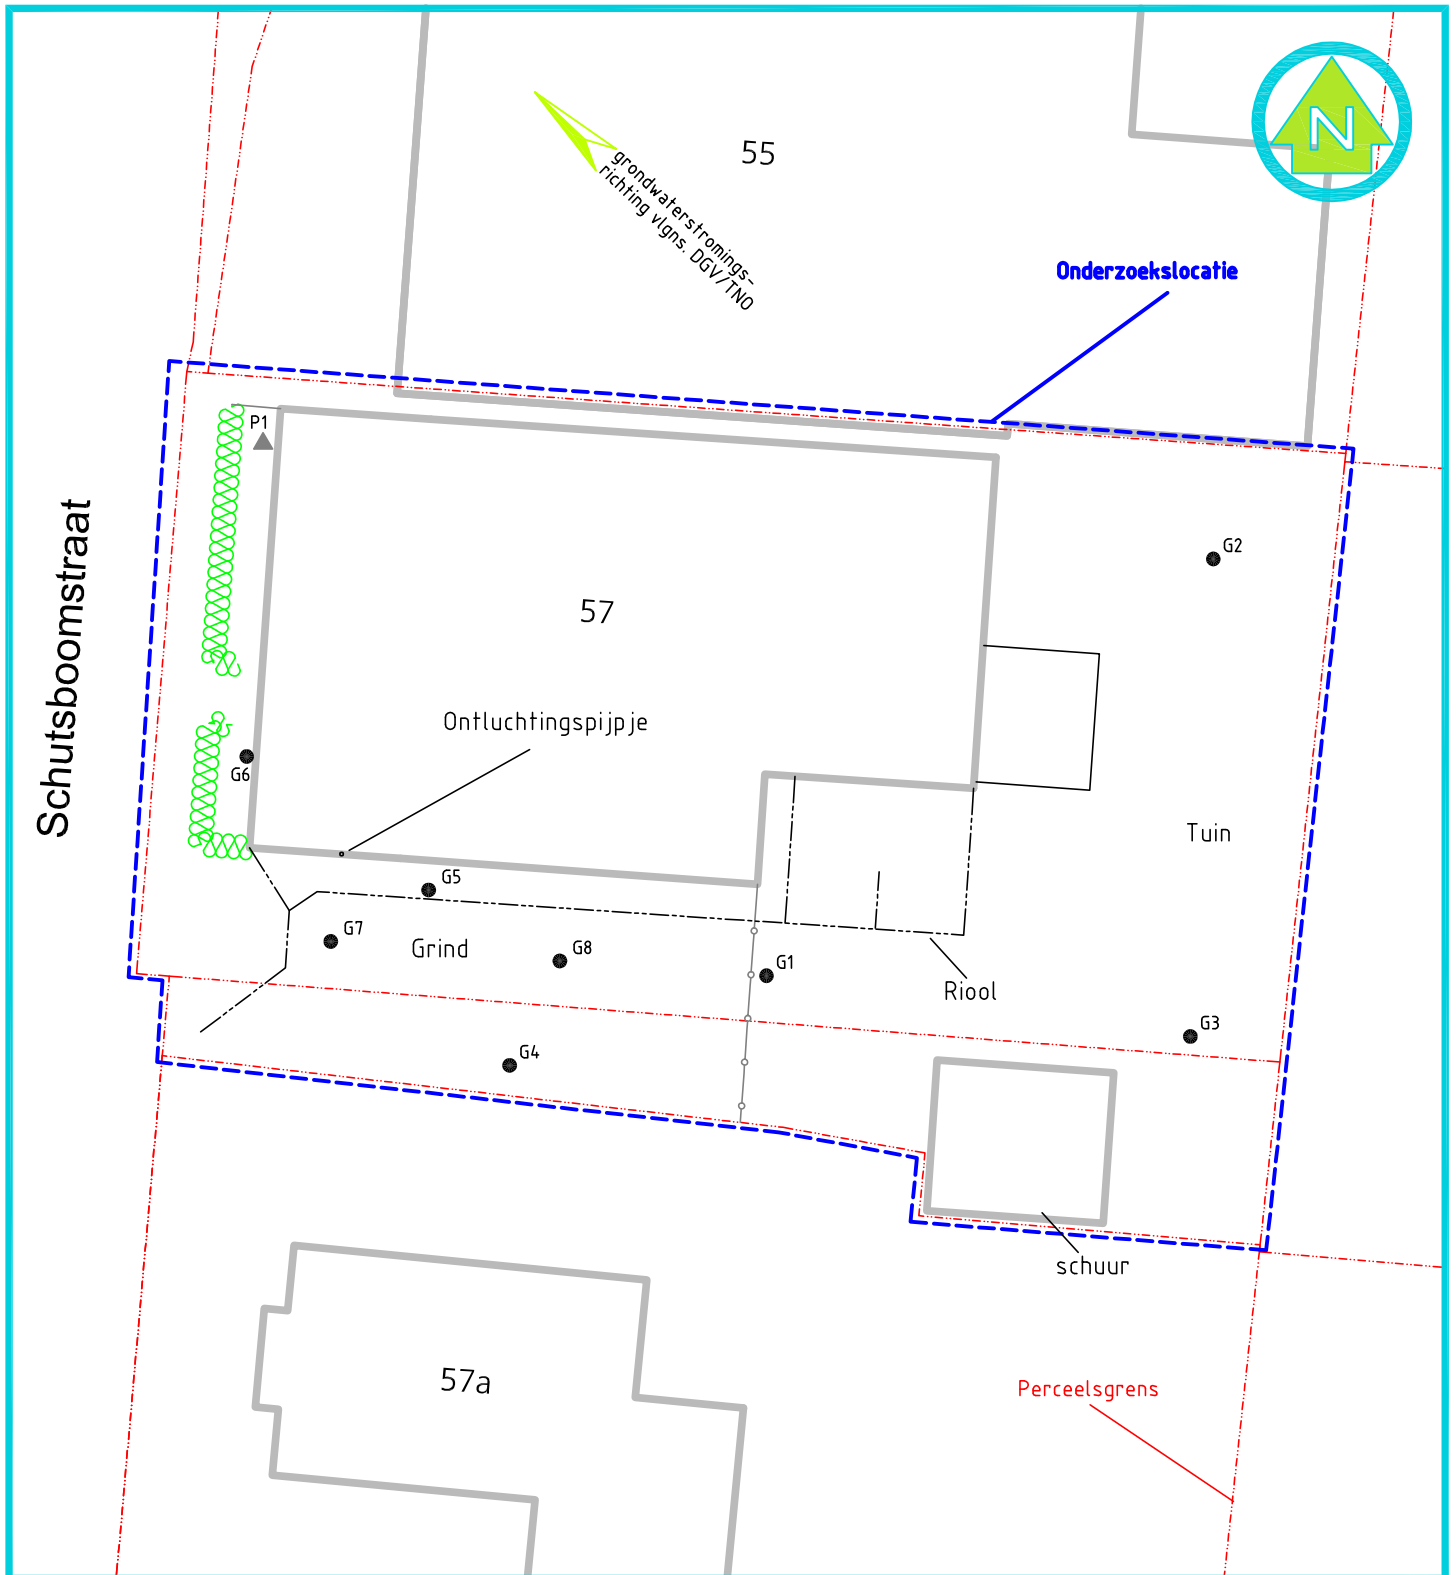 N
55
grondwaterstromings-
richting vlgns. DGV/TNO
Onderzoekslocatie
P1
G2
Schutsboomstraat
57
Ontluchtingspijpje
G6
Tuin
G5
G7
Grind
G8
G1
Riool
G3
G4
schuur
57a
Perceelsgrens